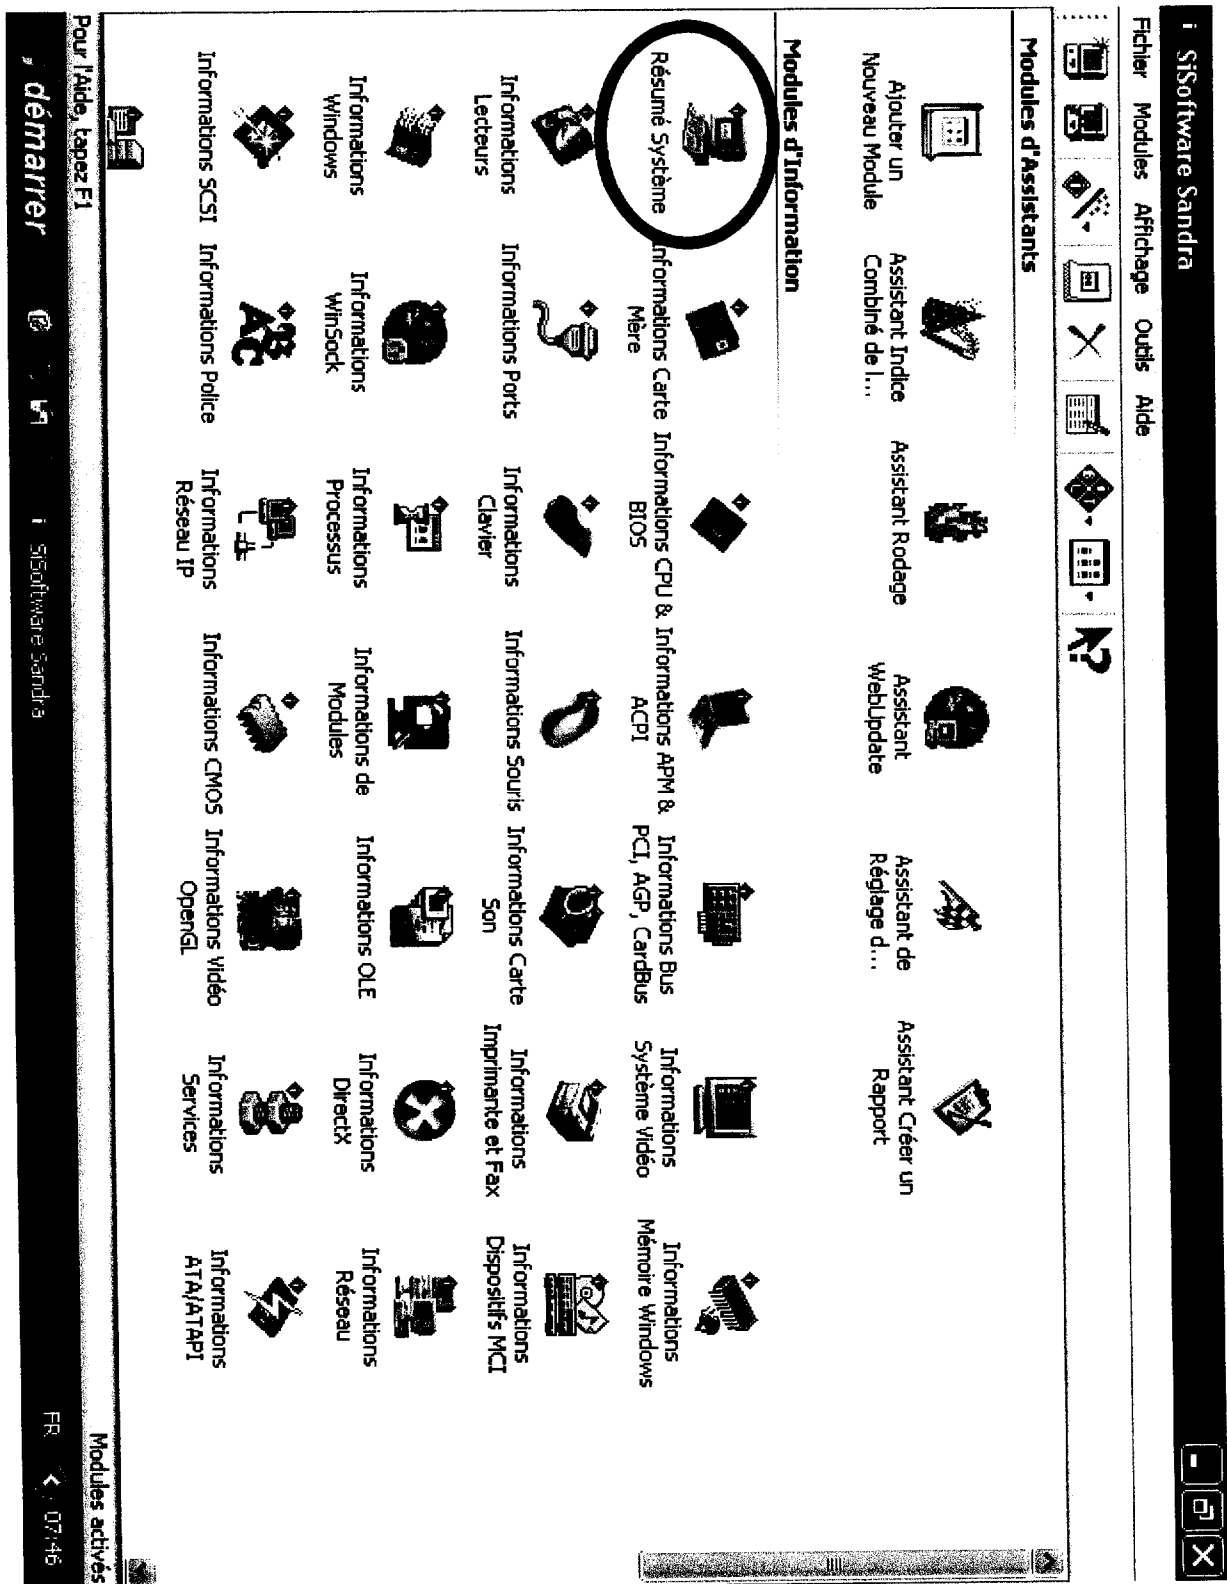 SiSoftware Sandra
Fichier Modules Affichage Outils Aide
Modules d'Assistants
Ajouter un
Nouveau Module
Assistant Indice
Combiné de l...
Assistant Rodage
Assistant
WebUpdate
Assistant de
Réglage d...
Assistant Créer un
Rapport
Modules d'Information
Résumé Système
Informations Carte
Mère
Informations CPU &
BIOS
Informations APM &
ACPI
Informations Bus
PCI, AGP, CardBus
Informations
Système Vidéo
Informations
Mémoire Windows
Informations
Lecteurs
Informations Ports
Informations
Clavier
Informations Souris
Informations Carte
Son
Informations
Imprimante et Fax
Informations
Dispositifs MCI
Informations
Windows
Informations
WinSock
Informations
Processus
Informations de
Modules
Informations OLE
Informations
DirectX
Informations
Réseau
Informations SCSI
Informations Police
Informations
Réseau IP
Informations CMOS
Informations Vidéo
OpenGL
Informations
Services
Informations
ATA/ATAPI
Pour l'Aide, tapez F1
Modules activés
démarrer
SiSoftware Sandra
FR
07:46